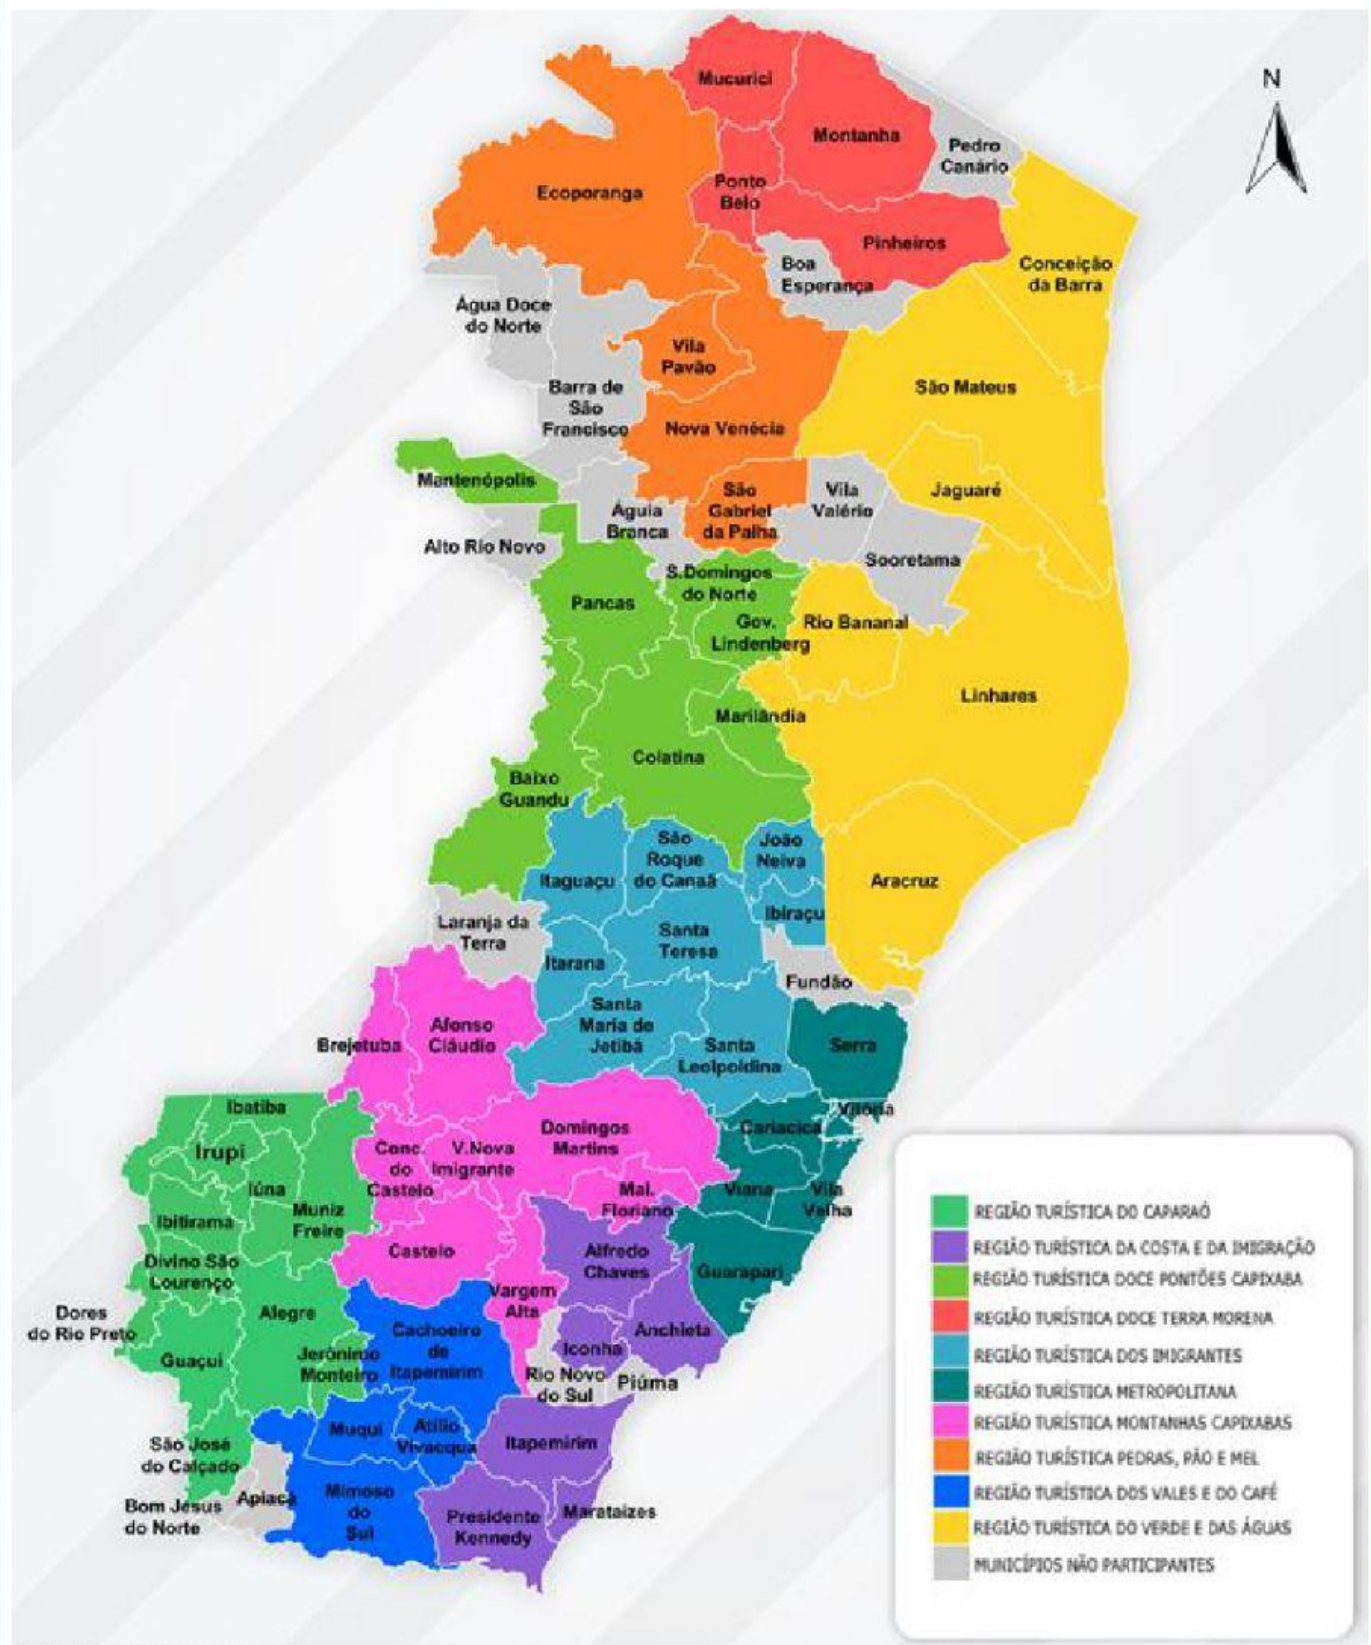 N
Mucurici
Montanha
Pedro
Canário
Ecoporanga
Ponto
Belo
Pinheiros
Boa
Esperança
Conceição
da Barra
Água Doce
do Norte
Vila
Pavão
Barra de
São
Francisco
São Mateus
Nova Venécia
Mantenópolis
São
Gabriel
da Palha
Vila
Valério
Jaguaré
Águia
Branca
Alto Rio Novo
Sooretama
S.Domingos
do Norte
Pancas
Gov.
Lindenberg
Rio Bananal
Linhares
Marilândia
Colatina
Baixo
Guandu
São
Roque
do Canaã
João
Neiva
Itaguaçu
Aracruz
Ibiraçu
Laranja da
Terra
Santa
Teresa
Itarana
Fundão
Santa
Maria de
Jetibá
Afonso
Cláudio
Brejetuba
Santa
Leolpoldina
Serra
Ibatiba
Vitória
Cariacica
Domingos
Martins
Irupi
Conc.
do
Castelo
V.Nova
Imigrante
Iúna
Mal.
Floriano
Viana
Vila
Velha
Ibitirama
Muniz
Freire
Castelo
Alfredo
Chaves
Guarapari
Divino São
Lourenço
Vargem
Alta
Dores
do Rio Preto
Alegre
Cachoeiro
de
Itapemirim
Anchieta
Iconha
Guaçui
Jerônimo
Monteiro
Rio Novo
do Sul
Piúma
Muqui
Atílio
Vivacqua
Itapemirim
São José
do Calçado
Apiacá
Bom Jesus
do Norte
Mimoso
do
Sul
Presidente
Kennedy
Marataizes
REGIÃO TURÍSTICA DO CAPARAÓ
REGIÃO TURÍSTICA DA COSTA E DA IMIGRAÇÃO
REGIÃO TURÍSTICA DOCE PONTÕES CAPIXABA
REGIÃO TURÍSTICA DOCE TERRA MORENA
REGIÃO TURÍSTICA DOS IMIGRANTES
REGIÃO TURÍSTICA METROPOLITANA
REGIÃO TURÍSTICA MONTANHAS CAPIXABAS
REGIÃO TURÍSTICA PEDRAS, PÃO E MEL
REGIÃO TURÍSTICA DOS VALES E DO CAFÉ
REGIÃO TURÍSTICA DO VERDE E DAS ÁGUAS
MUNICÍPIOS NÃO PARTICIPANTES